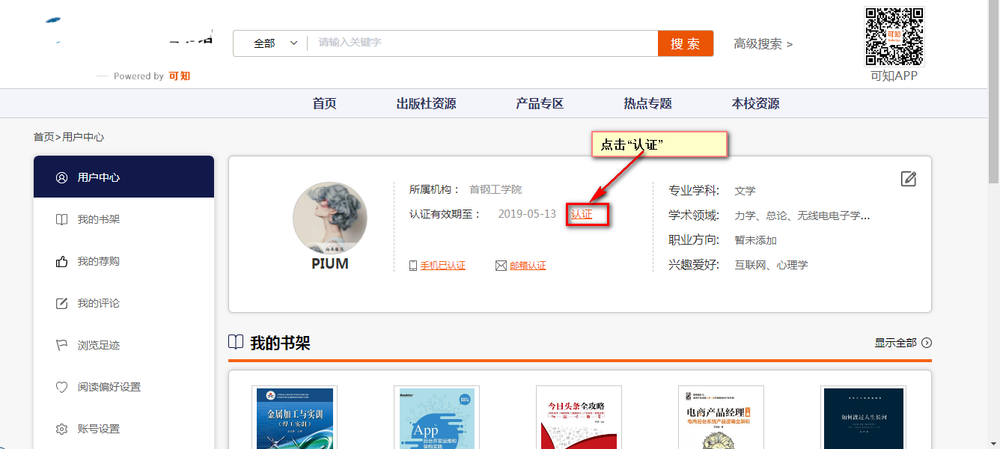 全部
请输入关键字
搜 索
高级搜索 >
可知
可知APP
Powered by 可知
首页
出版社资源
产品专区
热点专题
本校资源
首页>用户中心
点击“认证”
用户中心
我的书架
我的荐购
我的评论
浏览足迹
阅读偏好设置
账号设置
PIUM
所属机构： 首钢工学院
认证有效期至： 2019-05-13 认证
手机已认证
邮箱认证
专业学科: 文学
学术领域: 力学、总论、无线电电子学...
职业方向: 暂未添加
兴趣爱好: 互联网、心理学
我的书架
显示全部
金属加工与实训
(焊工实训)
App
后台开发运维和
架构实践
今日头条全攻略
电商产品经理
电商后台系统产品逻辑全解析
如何渡过人生长河